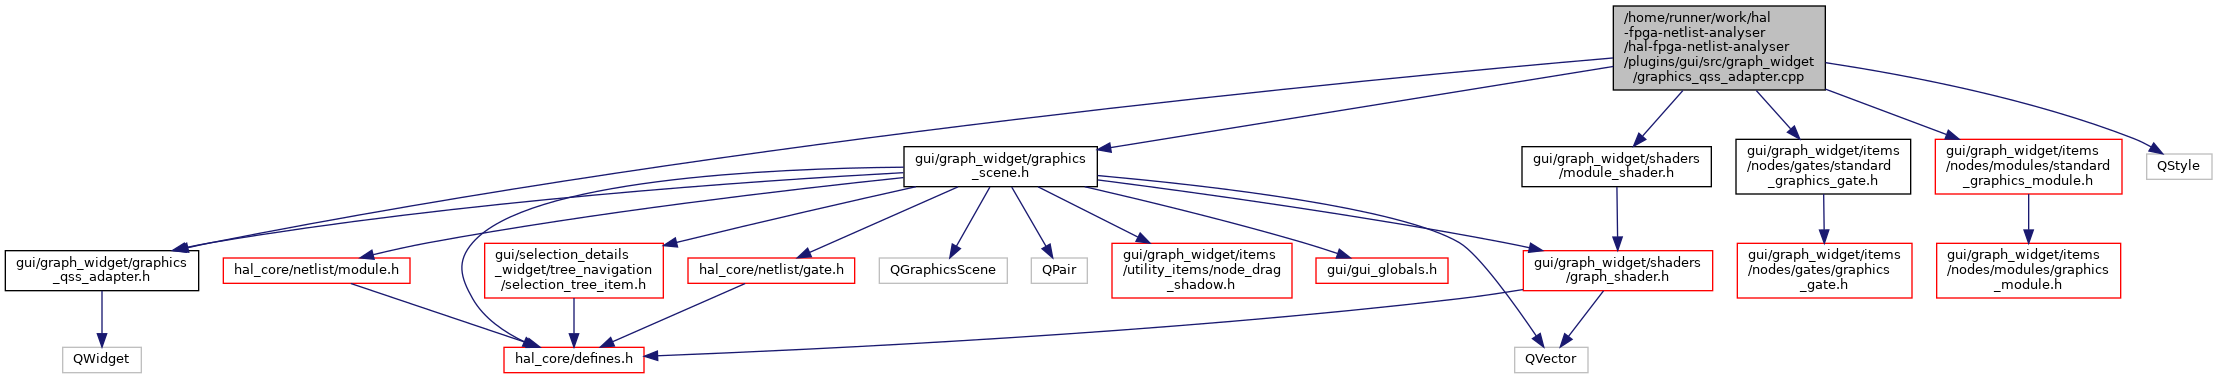 /home/runner/work/hal
-fpga-netlist-analyser
/hal-fpga-netlist-analyser
/plugins/gui/src/graph_widget
/graphics_qss_adapter.cpp
gui/graph_widget/graphics
_scene.h
gui/graph_widget/shaders
/module_shader.h
gui/graph_widget/items
/nodes/gates/standard
_graphics_gate.h
gui/graph_widget/items
/nodes/modules/standard
_graphics_module.h
QStyle
gui/graph_widget/graphics
_qss_adapter.h
hal_core/netlist/module.h
gui/selection_details
_widget/tree_navigation
/selection_tree_item.h
hal_core/netlist/gate.h
QGraphicsScene
QPair
gui/graph_widget/items
/utility_items/node_drag
_shadow.h
gui/gui_globals.h
gui/graph_widget/shaders
/graph_shader.h
gui/graph_widget/items
/nodes/gates/graphics
_gate.h
gui/graph_widget/items
/nodes/modules/graphics
_module.h
QWidget
hal_core/defines.h
QVector